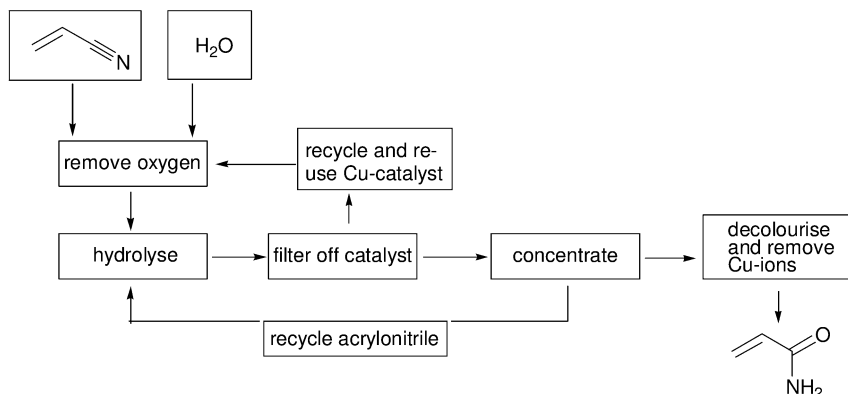 N
H₂O
remove oxygen
recycle and re-
use Cu-catalyst
hydrolyse
filter off catalyst
concentrate
decolourise
and remove
Cu-ions
recycle acrylonitrile
O
NH₂